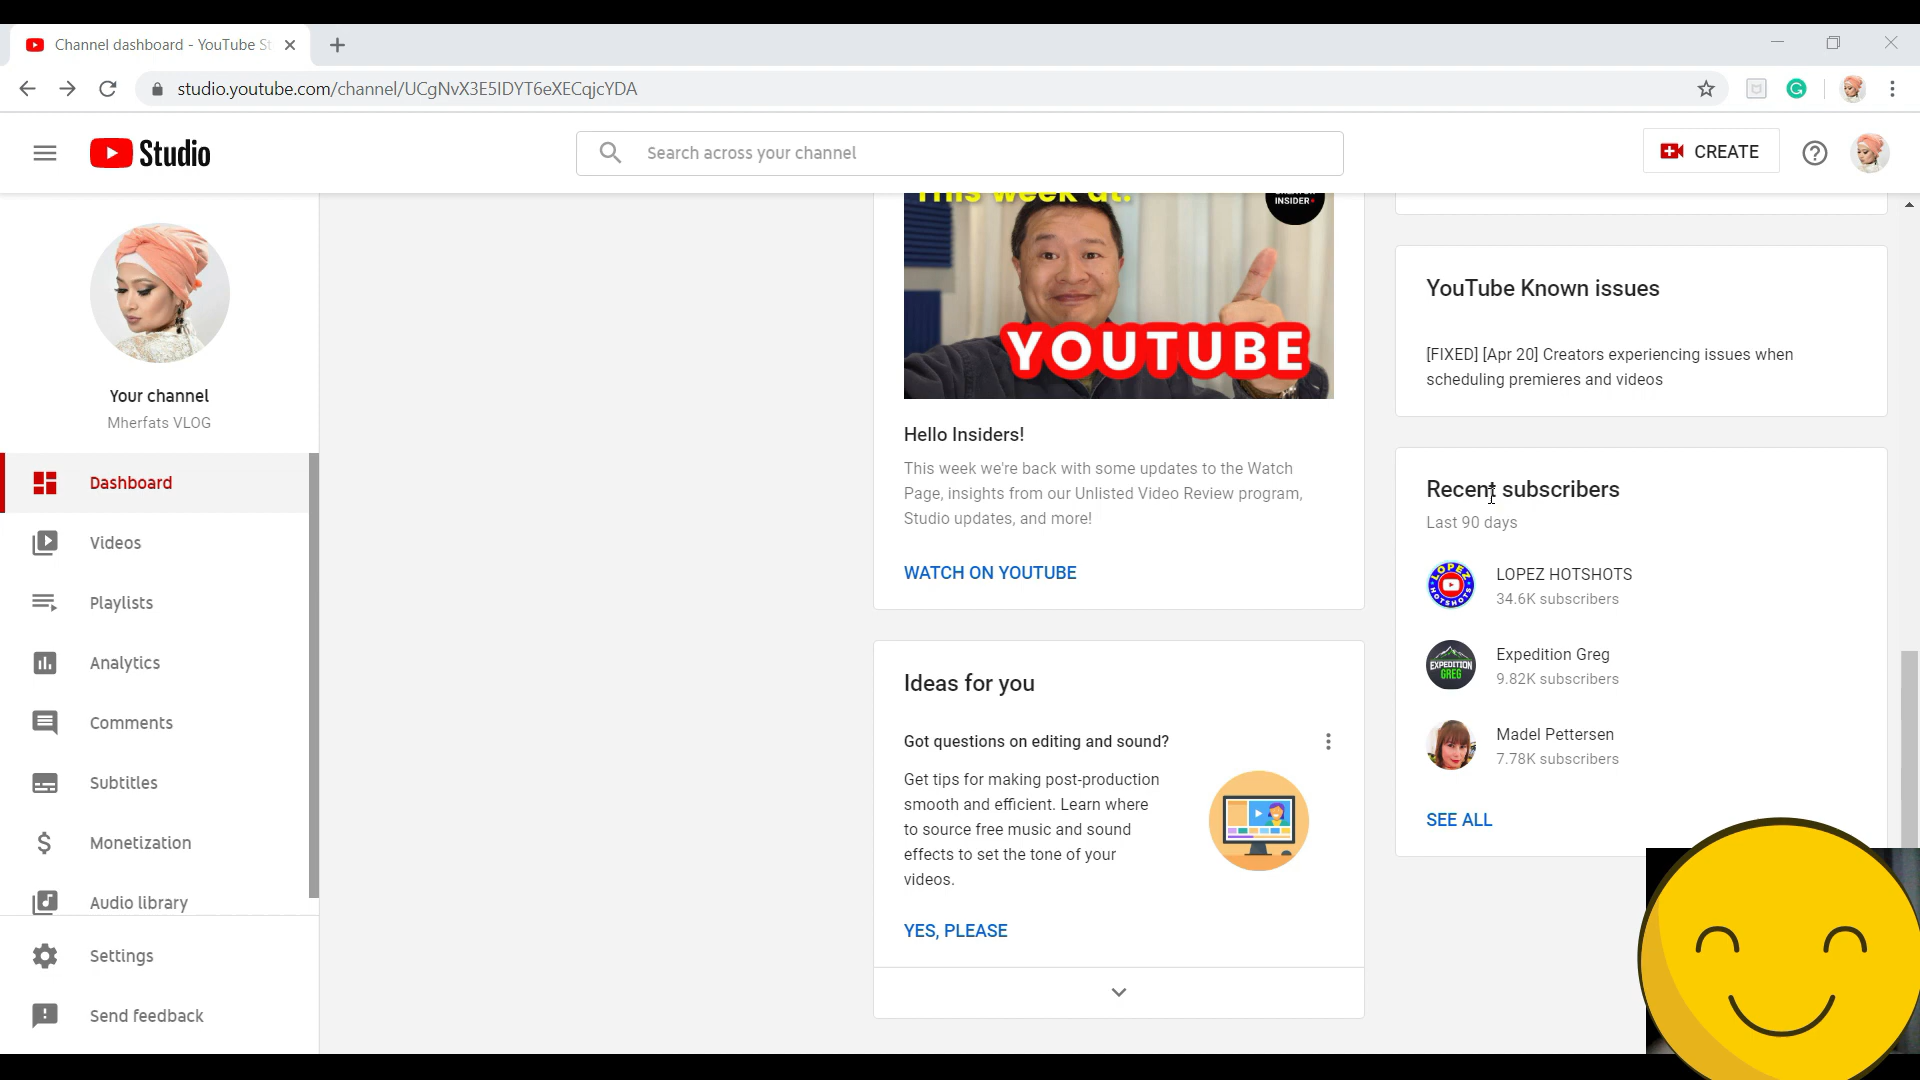 Channel dashboard - YouTube St
studio.youtube.com/channel/UCgNvX3E5IDYT6eXECqjcYDA
Studio
Search across your channel
CREATE
Your channel
Mherfats VLOG
Dashboard
Videos
Playlists
Analytics
Comments
Subtitles
Monetization
Audio library
Settings
Send feedback
This week at:
INSIDER
YOUTUBE
Hello Insiders!
This week we're back with some updates to the Watch
Page, insights from our Unlisted Video Review program,
Studio updates, and more!
WATCH ON YOUTUBE
Ideas for you
Got questions on editing and sound?
Get tips for making post-production
smooth and efficient. Learn where
to source free music and sound
effects to set the tone of your
videos.
YES, PLEASE
YouTube Known issues
[FIXED] [Apr 20] Creators experiencing issues when
scheduling premieres and videos
Recent subscribers
Last 90 days
LOPEZ HOTSHOTS
LOPEZ HOTSHOTS
34.6K subscribers
EXPEDITION
GREG
Expedition Greg
9.82K subscribers
Madel Pettersen
7.78K subscribers
SEE ALL